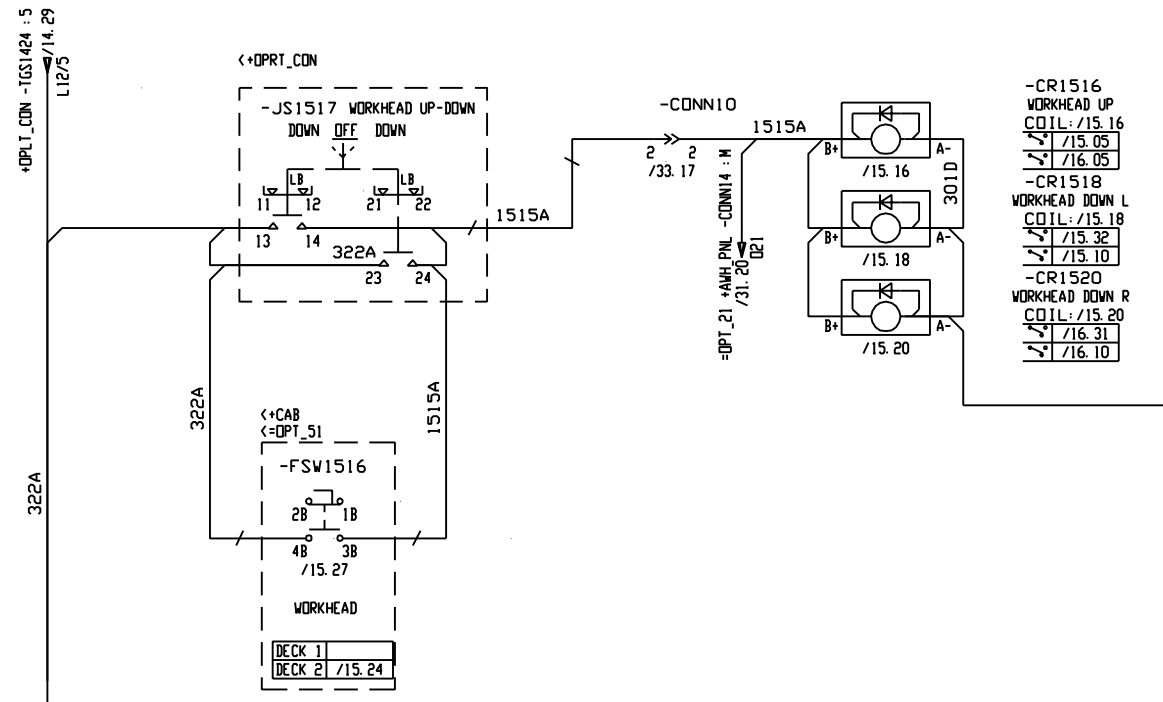 +OPLT_CON -TGS1424 : 5
/14. 29
L12/5
<+OPRT_CON
-JS1517 WORKHEAD UP-DOWN
DOWN OFF DOWN
LB LB
11 12 21 22
13 14
322A
23 24
1515A
-CONN10
2 2
/33. 17
1515A
=OPT_21 +AWH_PNL -CONN14 : M
/31. 20
021
B+ A-
/15. 16
301D
B+ A-
/15. 18
B+ A-
/15. 20
-CR1516
WORKHEAD UP
COIL: /15. 16
/15. 05
/16. 05
-CR1518
WORKHEAD DOWN L
COIL: /15. 18
/15. 32
/15. 10
-CR1520
WORKHEAD DOWN R
COIL: /15. 20
/16. 31
/16. 10
322A
322A
1515A
<+CAB
<=OPT_51
-FSW1516
2B 1B
4B 3B
/15. 27
WORKHEAD
DECK 1
DECK 2 /15. 24